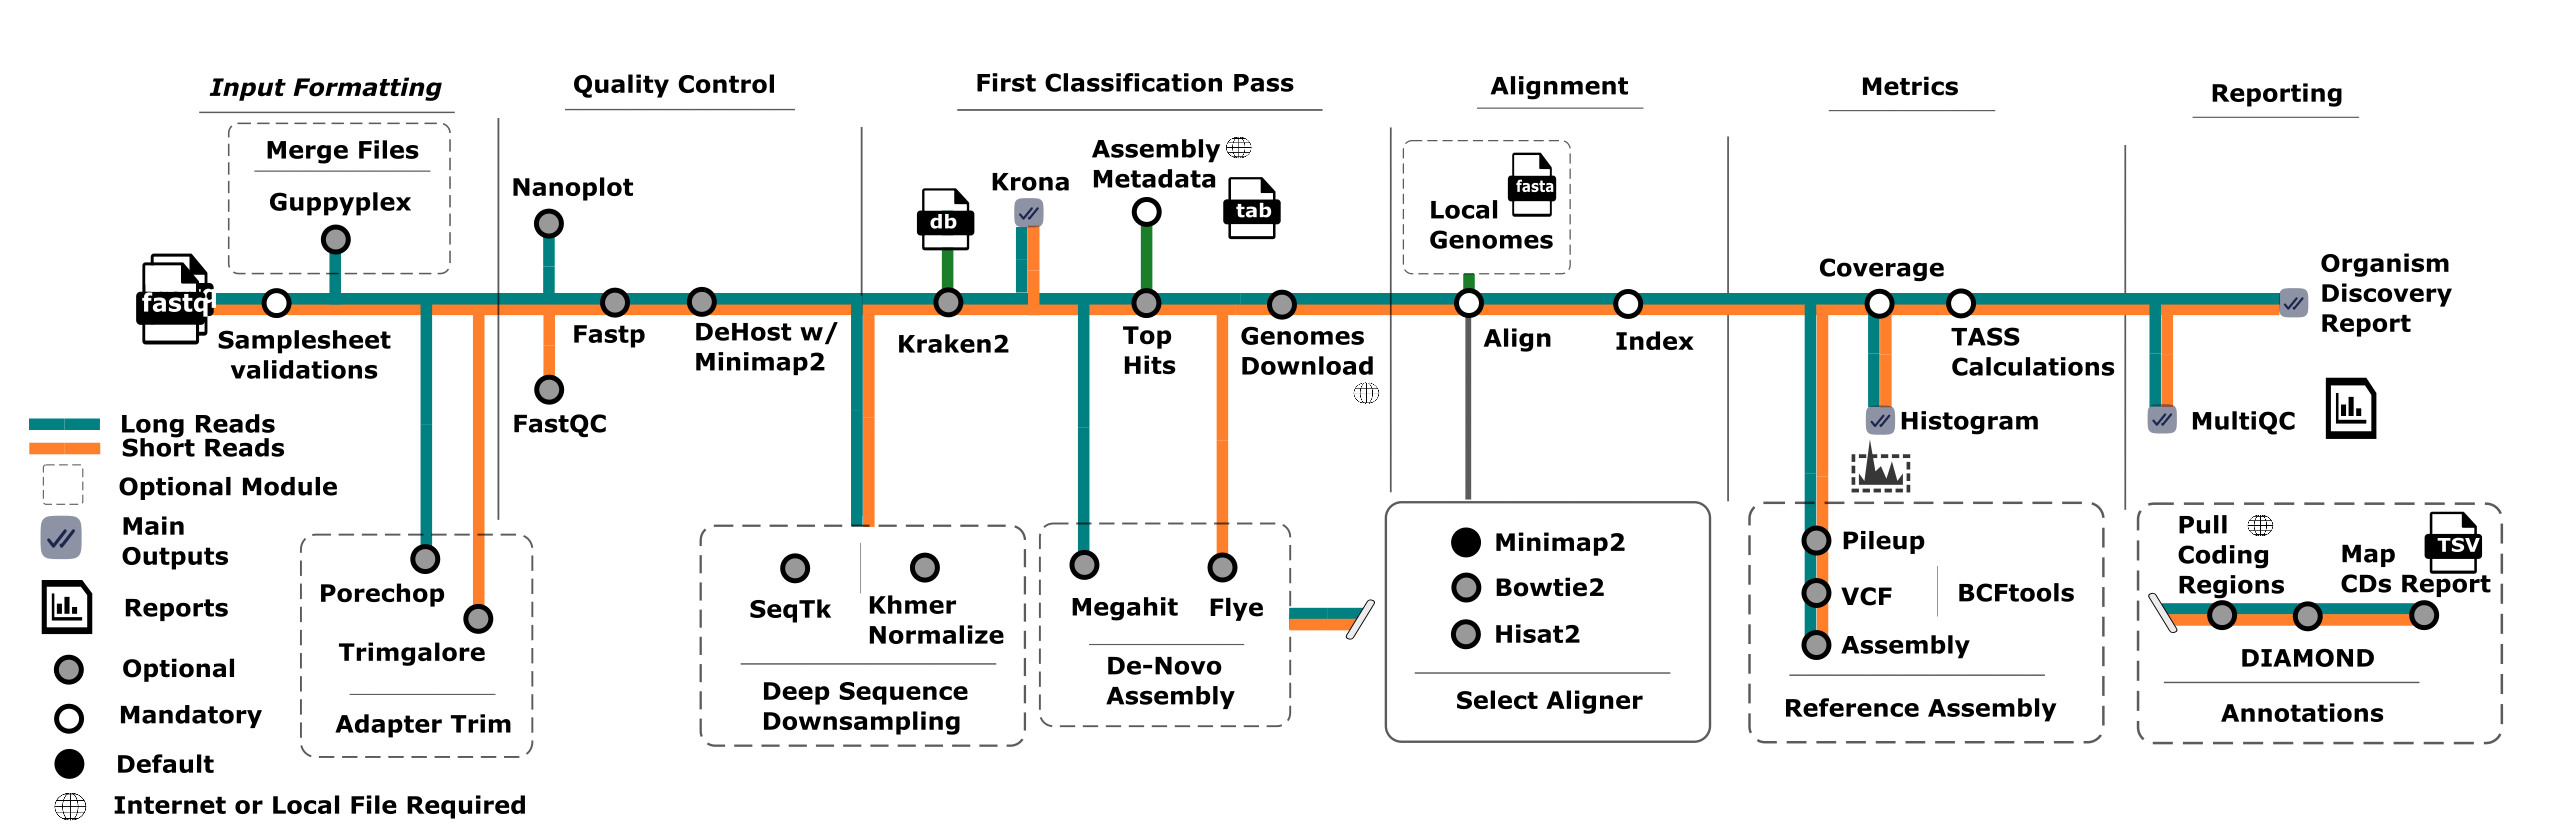 Input Formatting
Quality Control
First Classification Pass
Alignment
Metrics
Reporting
Merge Files
Guppyplex
fastq
Samplesheet
validations
Nanoplot
Fastp
FastQC
DeHost w/
Minimap2
db
Kraken2
Krona
Assembly
Metadata
tab
Top
Hits
Genomes
Download
Local
Genomes
fasta
Align
Index
Coverage
TASS
Calculations
Histogram
Organism
Discovery
Report
MultiQC
Long Reads
Short Reads
Optional Module
Main
Outputs
Reports
Optional
Mandatory
Default
Internet or Local File Required
Porechop
Trimgalore
Adapter Trim
SeqTk
Khmer
Normalize
Deep Sequence
Downsampling
Megahit
Flye
De-Novo
Assembly
Minimap2
Bowtie2
Hisat2
Select Aligner
Pileup
VCF
BCFtools
Assembly
Reference Assembly
Pull
Coding
Regions
Map
CDs Report
TSV
DIAMOND
Annotations